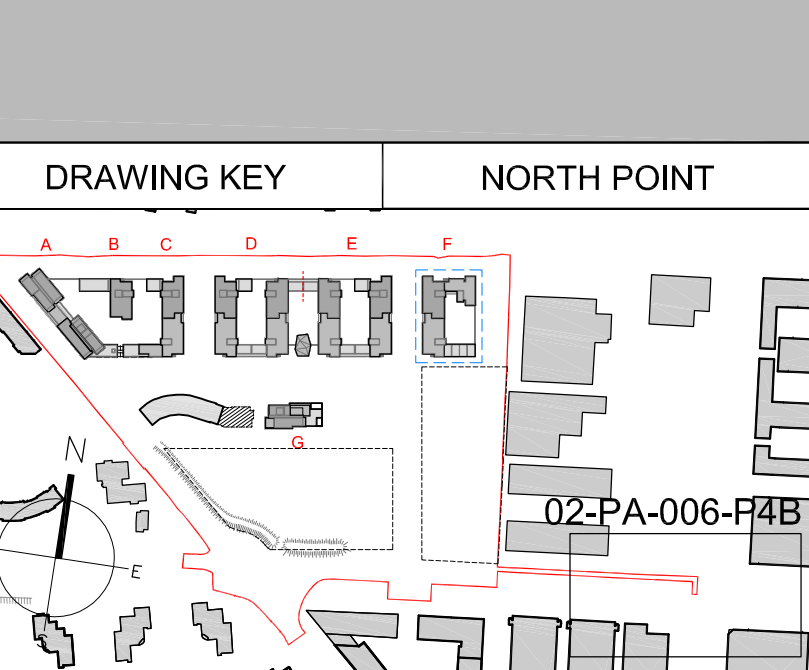 DRAWING KEY
NORTH POINT
A B C D E F
G
N
02-PA-006-P4B
E